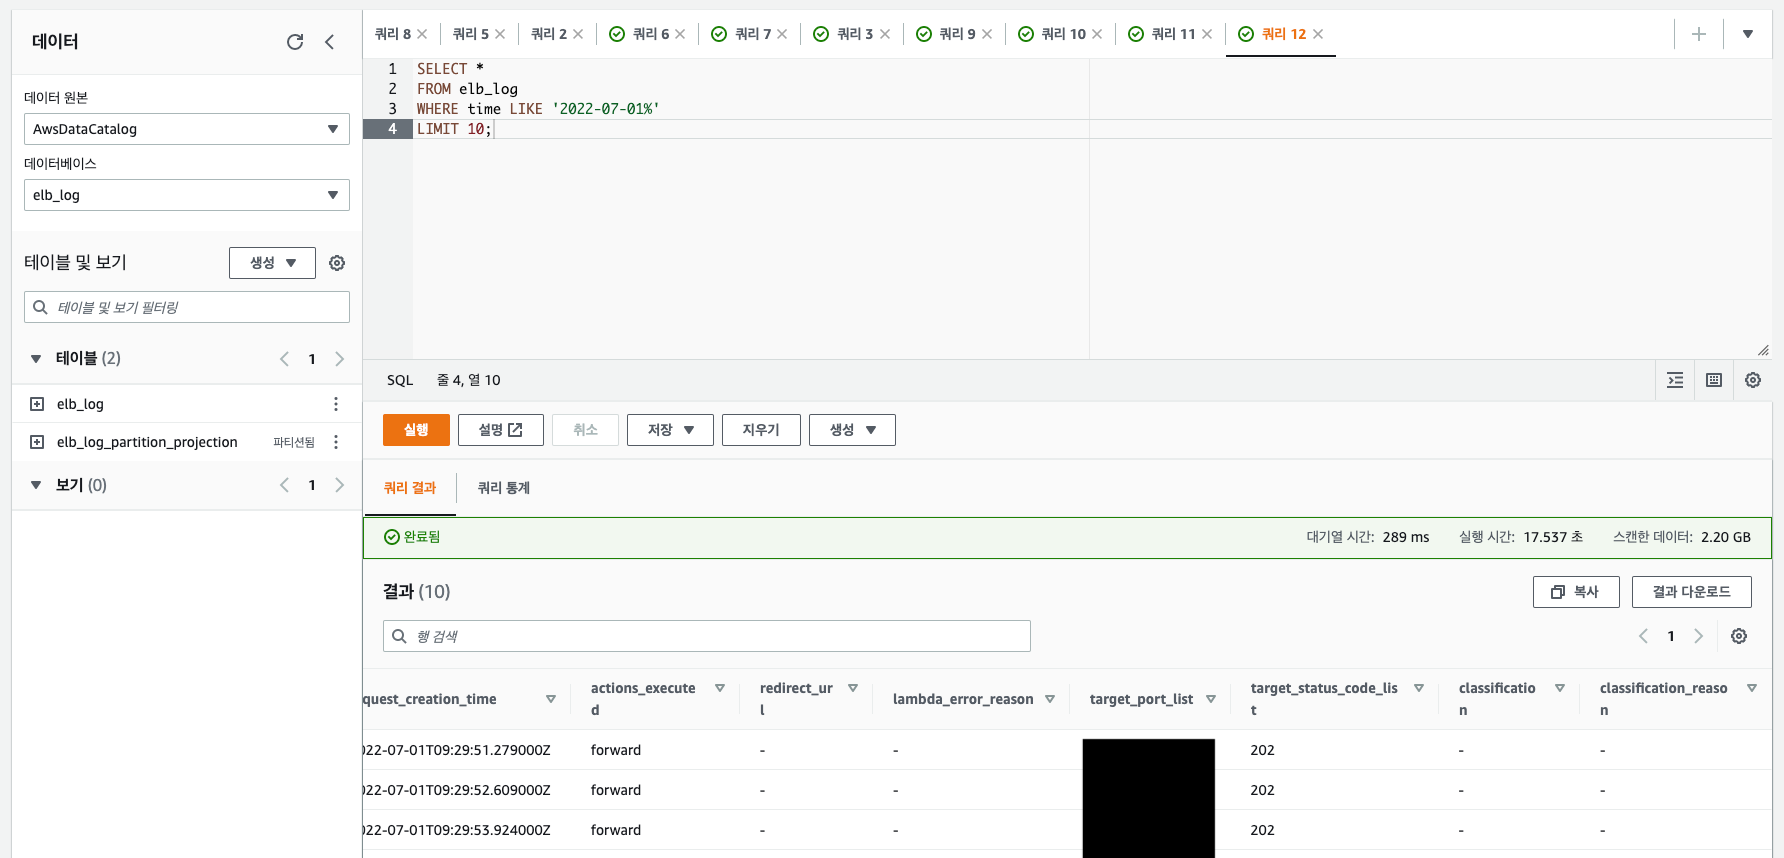 데이터
데이터 원본
AwsDataCatalog
데이터베이스
elb_log
테이블 및 보기
생성
테이블 및 보기 필터링
테이블 (2)
1
elb_log
elb_log_partition_projection 파티션됨
보기 (0)
1
쿼리 8 쿼리 5 쿼리 2 쿼리 6 쿼리 7 쿼리 3 쿼리 9 쿼리 10 쿼리 11 쿼리 12
1 SELECT *
2 FROM elb_log
3 WHERE time LIKE '2022-07-01%'
4 LIMIT 10;
SQL 줄 4, 열 10
실행 설명 취소 저장 지우기 생성
쿼리 결과 쿼리 통계
완료됨 대기열 시간: 289 ms 실행 시간: 17.537 초 스캔한 데이터: 2.20 GB
결과 (10) 복사 결과 다운로드
행 검색 1
quest_creation_time actions_execute
d redirect_ur
l lambda_error_reason target_port_list target_status_code_lis
t classificatio
n classification_reaso
n
22-07-01T09:29:51.279000Z forward - - 202 - -
22-07-01T09:29:52.609000Z forward - - 202 - -
22-07-01T09:29:53.924000Z forward - - 202 - -